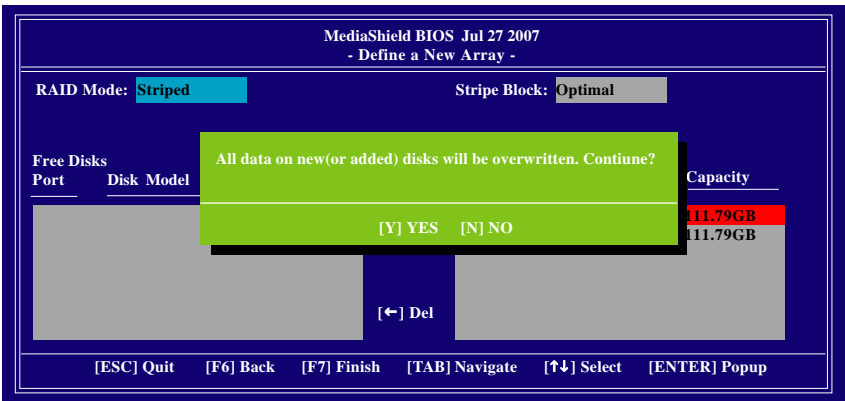 MediaShield BIOS Jul 27 2007
- Define a New Array -
RAID Mode: Striped
Stripe Block: Optimal
All data on new(or added) disks will be overwritten. Contiune?
[Y] YES [N] NO
Free Disks
Port Disk Model
Capacity
111.79GB
111.79GB
[←] Del
[ESC] Quit [F6] Back [F7] Finish [TAB] Navigate [↑↓] Select [ENTER] Popup